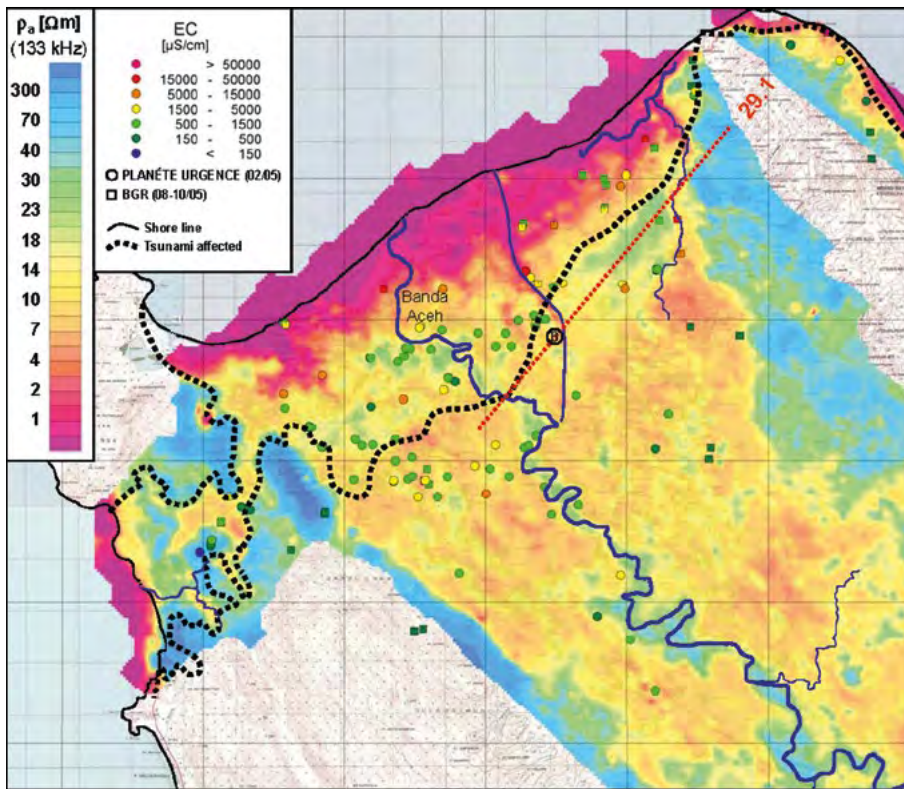 ρa [Ωm]
(133 kHz)
300
70
40
30
23
18
14
10
7
4
2
1
EC
[µS/cm]
> 50000
15000 - 50000
5000 - 15000
1500 - 5000
500 - 1500
150 - 500
< 150
PLANÉTE URGENCE (02/05)
BGR (08-10/05)
Shore line
Tsunami affected
29.1
Banda
Aceh